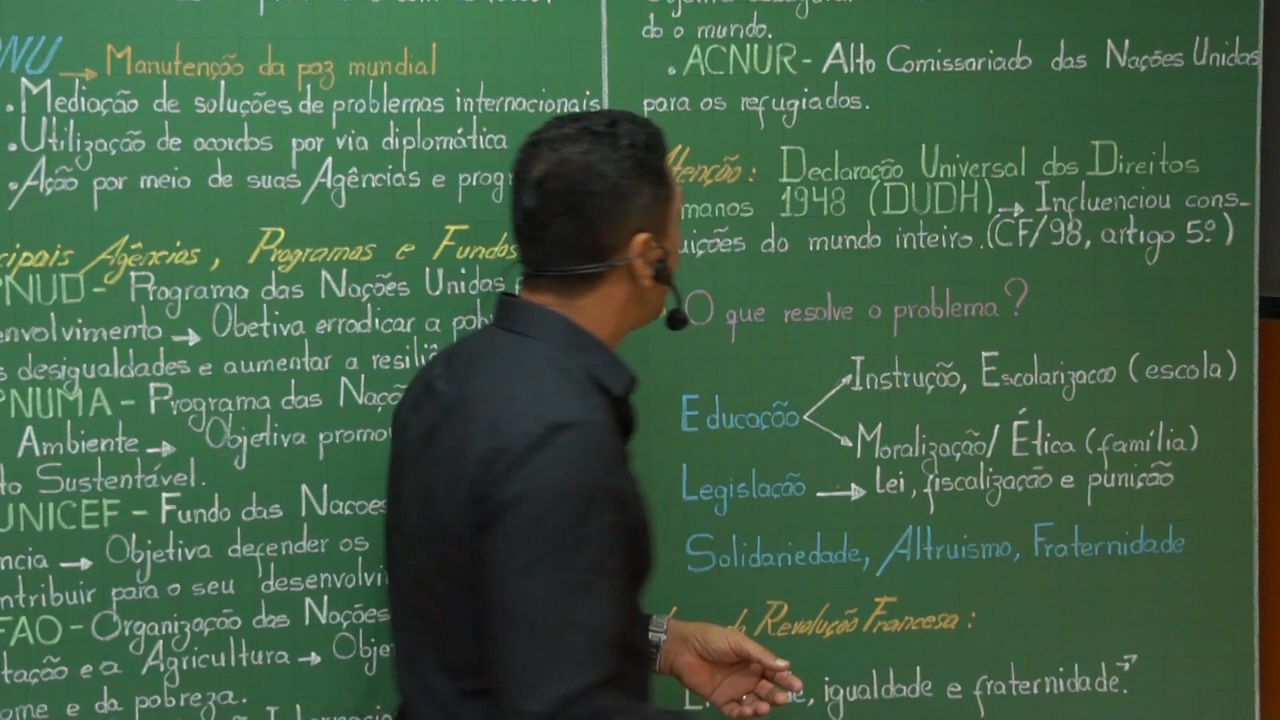 ONU → Manutenção da paz mundial
• Mediação de soluções de problemas internacionais
• Utilização de acordos por via diplomática
• Ação por meio de suas Agências e progr
cipais Agências, Programas e Fundos
PNUD - Programa das Nações Unidas
envolvimento → Obetiva erradicar a pob
s desigualdades e aumentar a resiliê
PNUMA - Programa das Naçõ
Ambiente → Objetiva promo
to Sustentável.
UNICEF - Fundo das Nacoes
ncia → Objetiva defender os
ntribuir para o seu desenvolvi
FAO - Organização das Nações
tação e a Agricultura → Obje
ome e da pobreza.
do o mundo.
• ACNUR - Alto Comissariado das Nações Unidas
para os refugiados.
Atenção: Declaração Universal dos Direitos
manos 1948 (DUDH) → Influenciou cons-
uições do mundo inteiro. (CF/98, artigo 5º)
O que resolve o problema?
Educação
Instrução, Escolarizacao (escola)
Moralização/ Ética (família)
Legislação → Lei, fiscalização e punição
Solidariedade, Altruísmo, Fraternidade
Revolução Francesa:
e, igualdade e fraternidade."